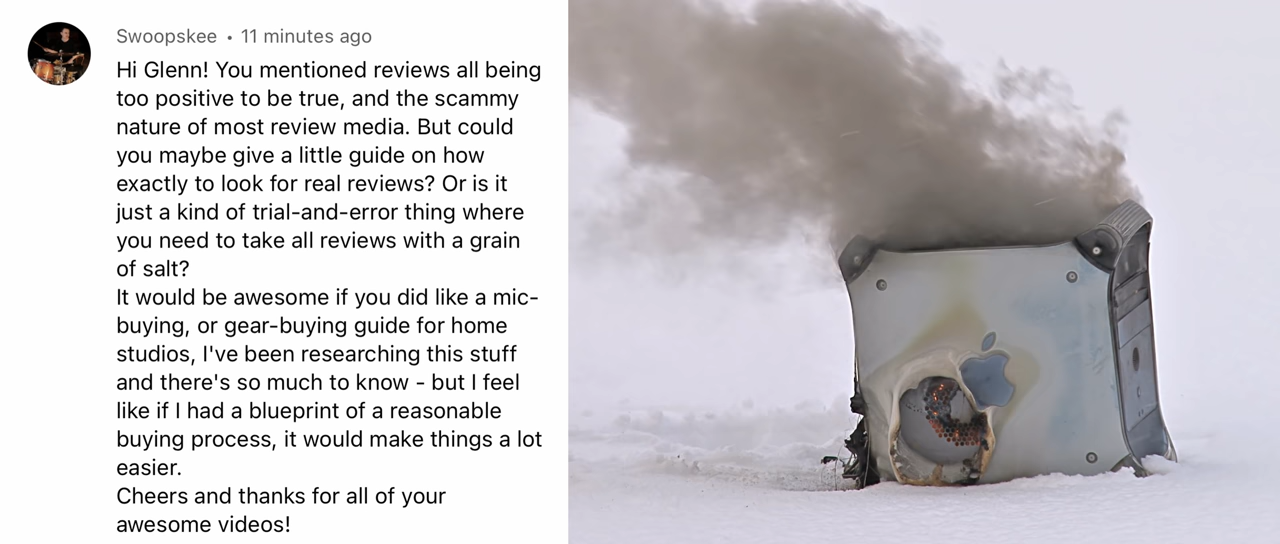 Swoopskee • 11 minutes ago
Hi Glenn! You mentioned reviews all being
too positive to be true, and the scammy
nature of most review media. But could
you maybe give a little guide on how
exactly to look for real reviews? Or is it
just a kind of trial-and-error thing where
you need to take all reviews with a grain
of salt?
It would be awesome if you did like a mic-
buying, or gear-buying guide for home
studios, I've been researching this stuff
and there's so much to know - but I feel
like if I had a blueprint of a reasonable
buying process, it would make things a lot
easier.
Cheers and thanks for all of your
awesome videos!